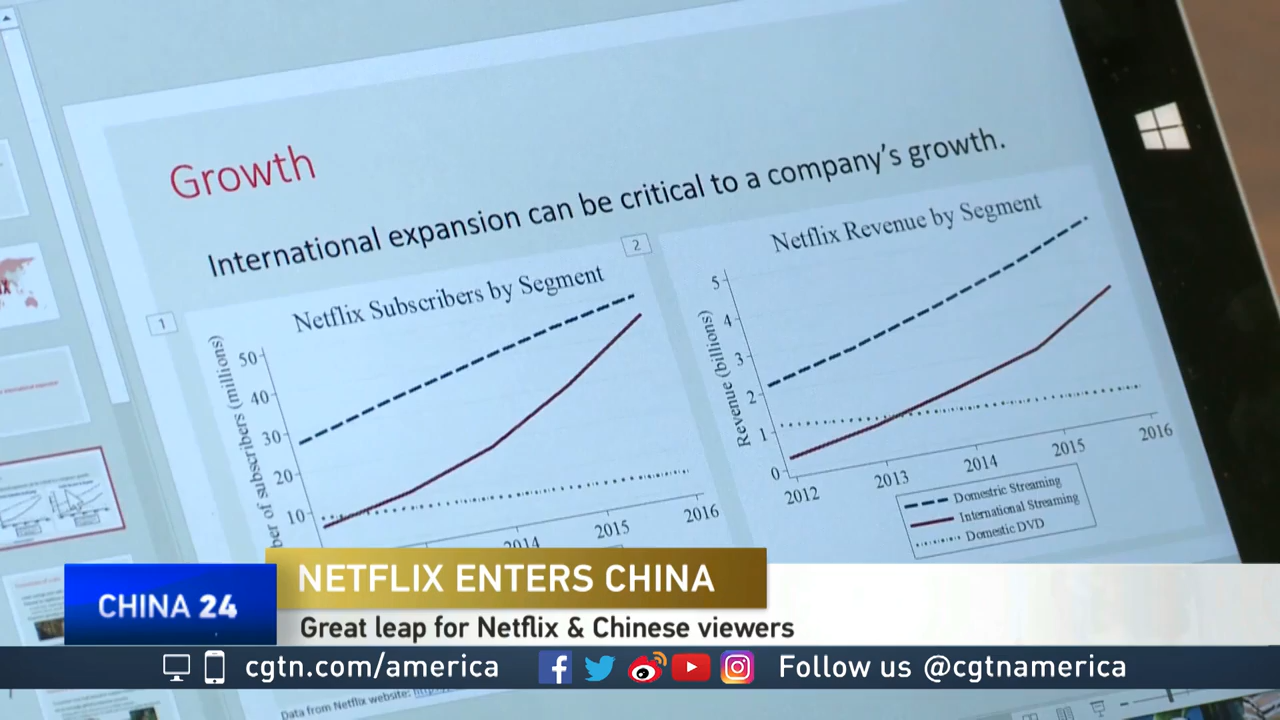 Growth
International expansion can be critical to a company's growth.
1
2
Netflix Subscribers by Segment
Netflix Revenue by Segment
ber of subscribers (millions)
50
40
30
20
10
2014
2015
2016
Revenue (billions)
5
4
3
2
1
0
2012
2013
2014
2015
2016
Domestric Streaming
International Streaming
Domestic DVD
NETFLIX ENTERS CHINA
CHINA 24
Great leap for Netflix & Chinese viewers
cgtn.com/america
Follow us @cgtnamerica
Data from Netflix website: